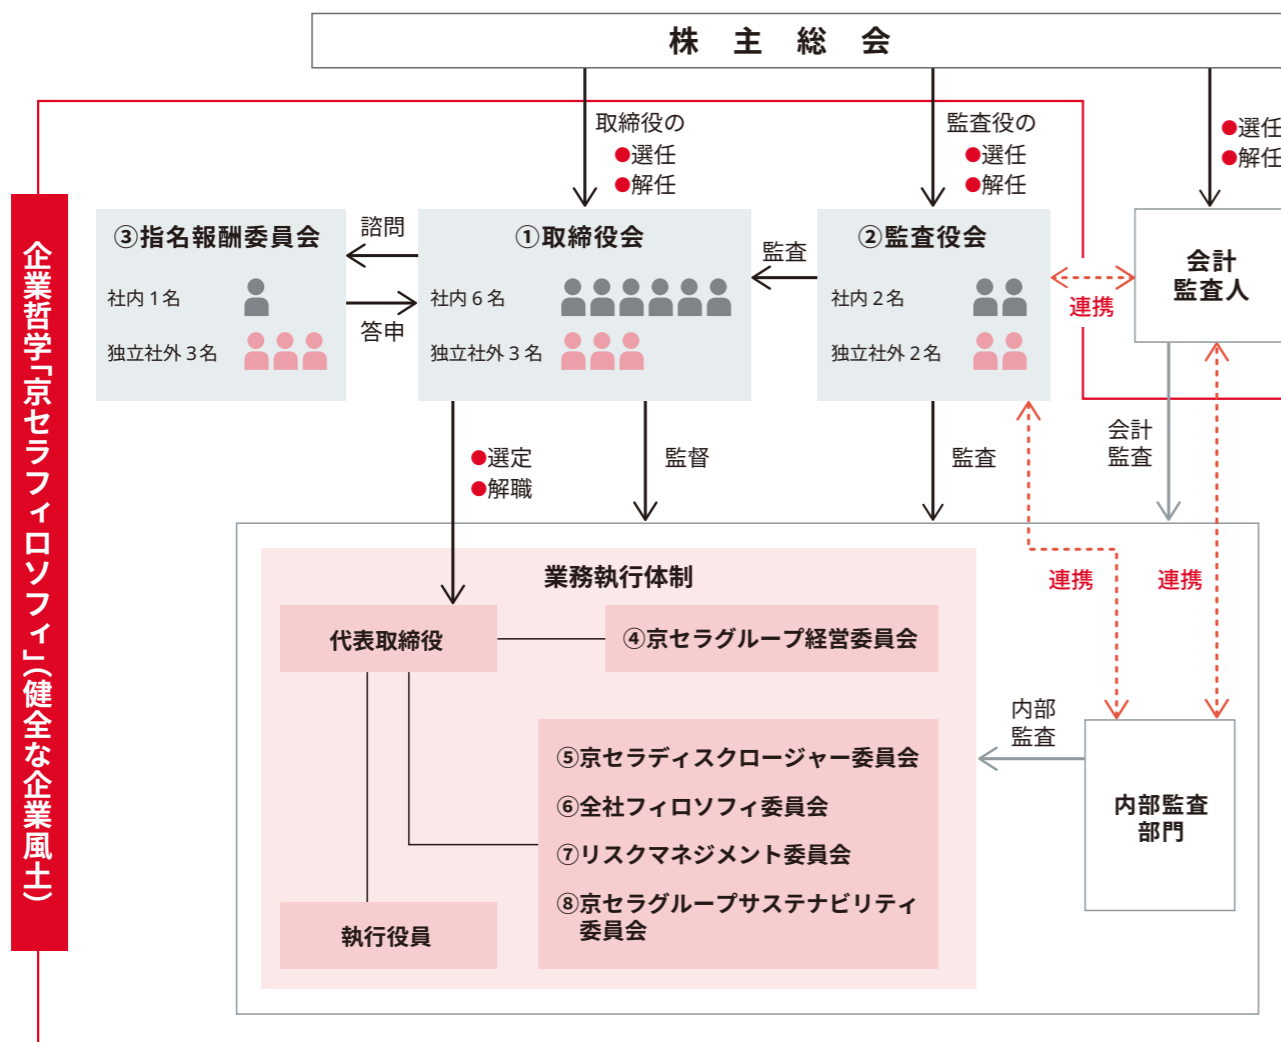 株主総会
取締役の
●選任
●解任
監査役の
●選任
●解任
●選任
●解任
企業哲学「京セラフィロソフィ」(健全な企業風土)
③指名報酬委員会
社内 1 名
独立社外 3 名
諮問
答申
①取締役会
社内 6 名
独立社外 3 名
監査
②監査役会
社内 2 名
独立社外 2 名
連携
会計
監査人
●選定
●解職
監督
監査
会計
監査
業務執行体制
代表取締役
④京セラグループ経営委員会
連携
連携
⑤京セラディスクロージャー委員会
⑥全社フィロソフィ委員会
⑦リスクマネジメント委員会
⑧京セラグループサステナビリティ
委員会
執行役員
内部
監査
内部監査
部門